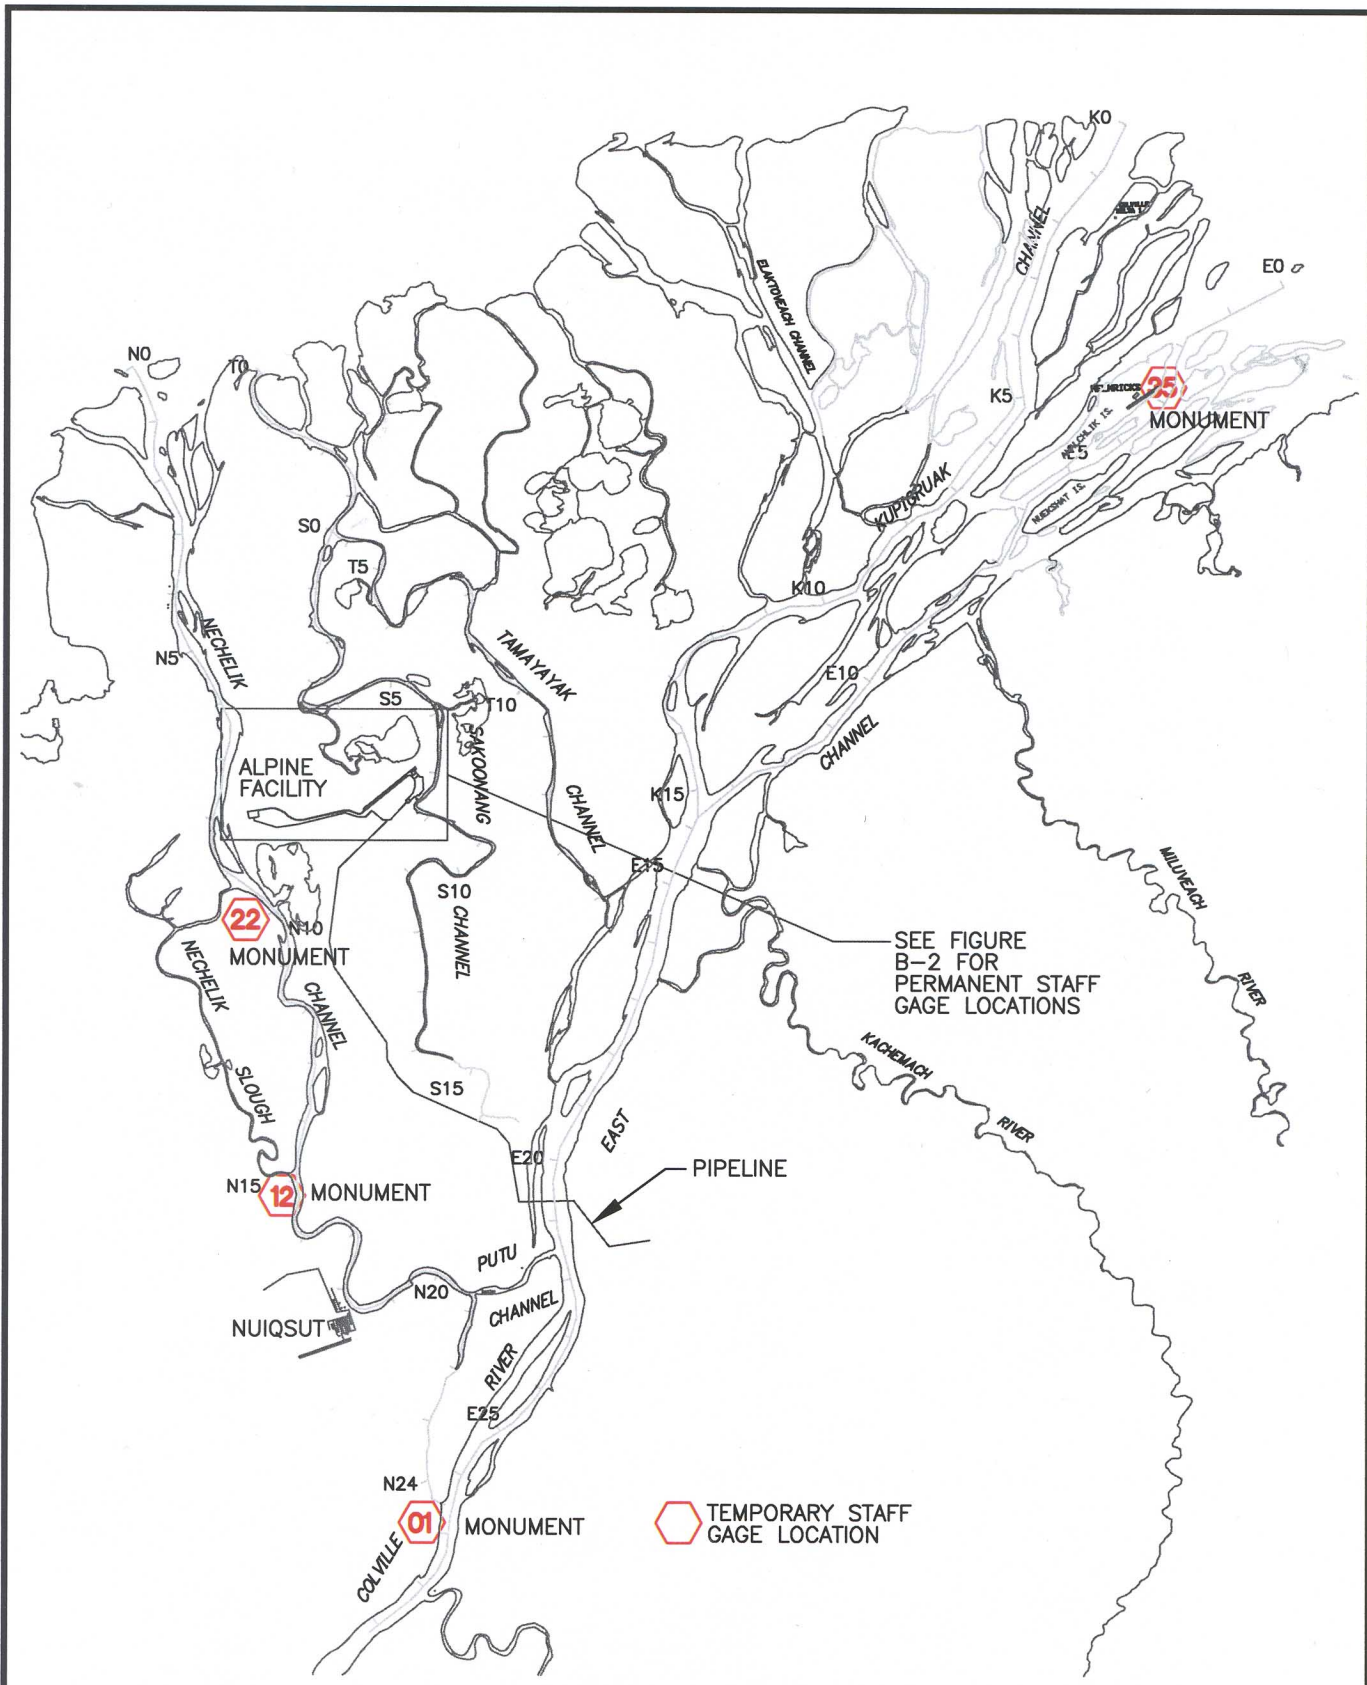 K0
ELAKTOVEACH CHANNEL
CHANNEL
E0
N0
T0
K5
35
MONUMENT
E5
NUEKSHAT IS.
KUPIGRUAK
S0
T5
K10
NECHELIK
N5
TAMAYAYAK
E10
S5
T10
SAKOONANG
CHANNEL
ALPINE
FACILITY
K15
CHANNEL
E15
MILUVEACH
RIVER
S10
CHANNEL
22
MONUMENT
N10
SEE FIGURE
B-2 FOR
PERMANENT STAFF
GAGE LOCATIONS
NECHELIK
SLOUGH
CHANNEL
KACHEMACH
RIVER
S15
EAST
E20
PIPELINE
N15
12
MONUMENT
PUTU
N20
CHANNEL
NUIQSUT
RIVER
E25
N24
01
MONUMENT
COLVILLE
TEMPORARY STAFF
GAGE LOCATION